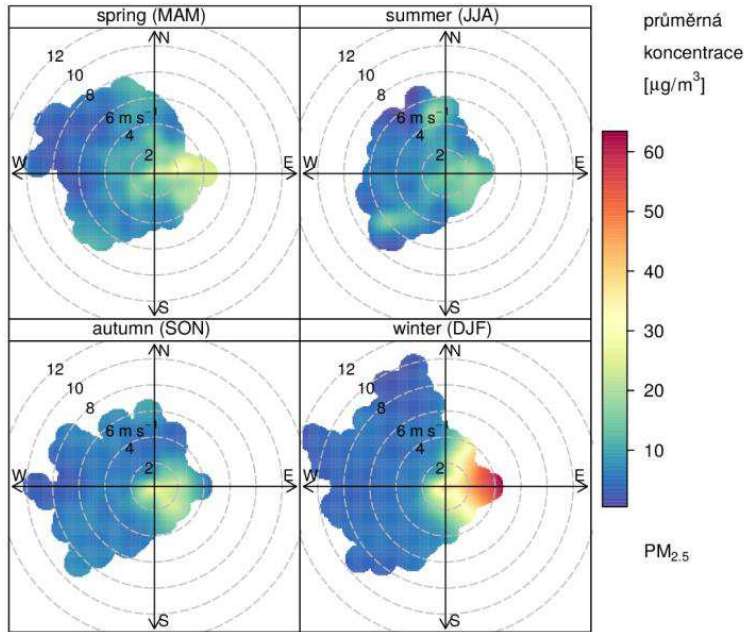 spring (MAM)
N
12
10
8
6 m s⁻¹
4
2
W
E
S
summer (JJA)
N
12
10
8
6 m s⁻¹
4
2
W
E
S
autumn (SON)
N
12
10
8
6 m s⁻¹
4
2
W
E
S
winter (DJF)
N
12
10
8
6 m s⁻¹
4
2
W
E
S
průměrná
koncentrace
[µg/m³]
60
50
40
30
20
10
PM₂.₅